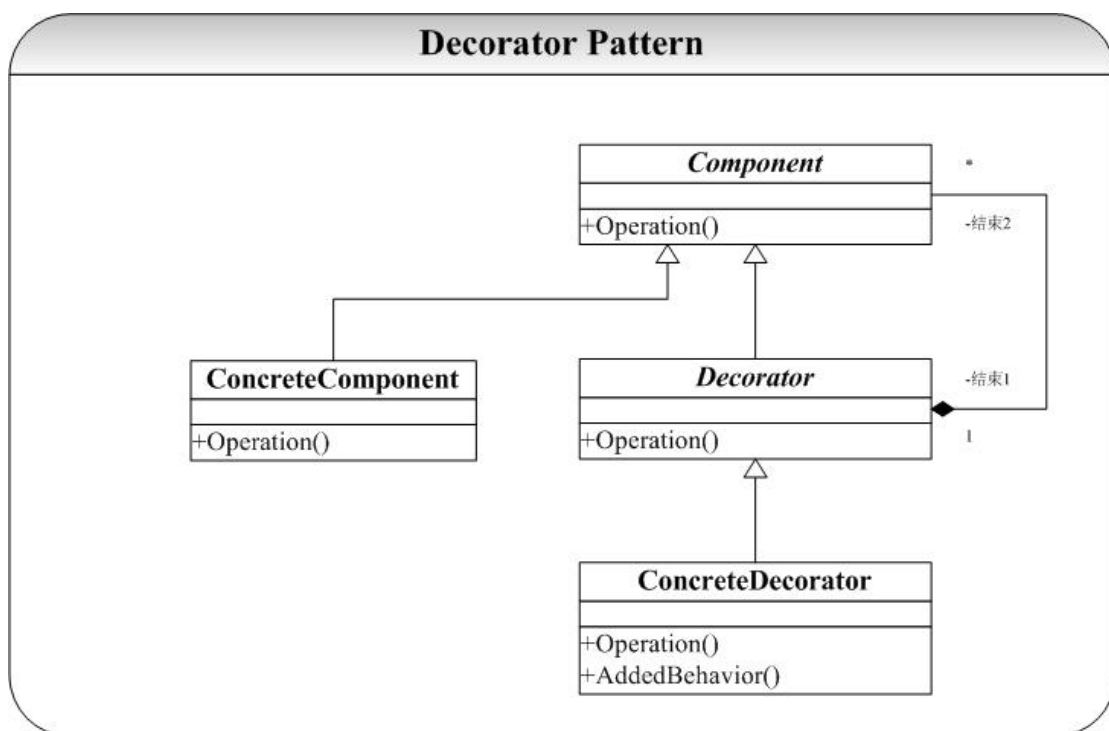 Decorator Pattern
Component
*
+Operation()
-结束2
ConcreteComponent
+Operation()
Decorator
-结束1
+Operation()
1
ConcreteDecorator
+Operation()
+AddedBehavior()